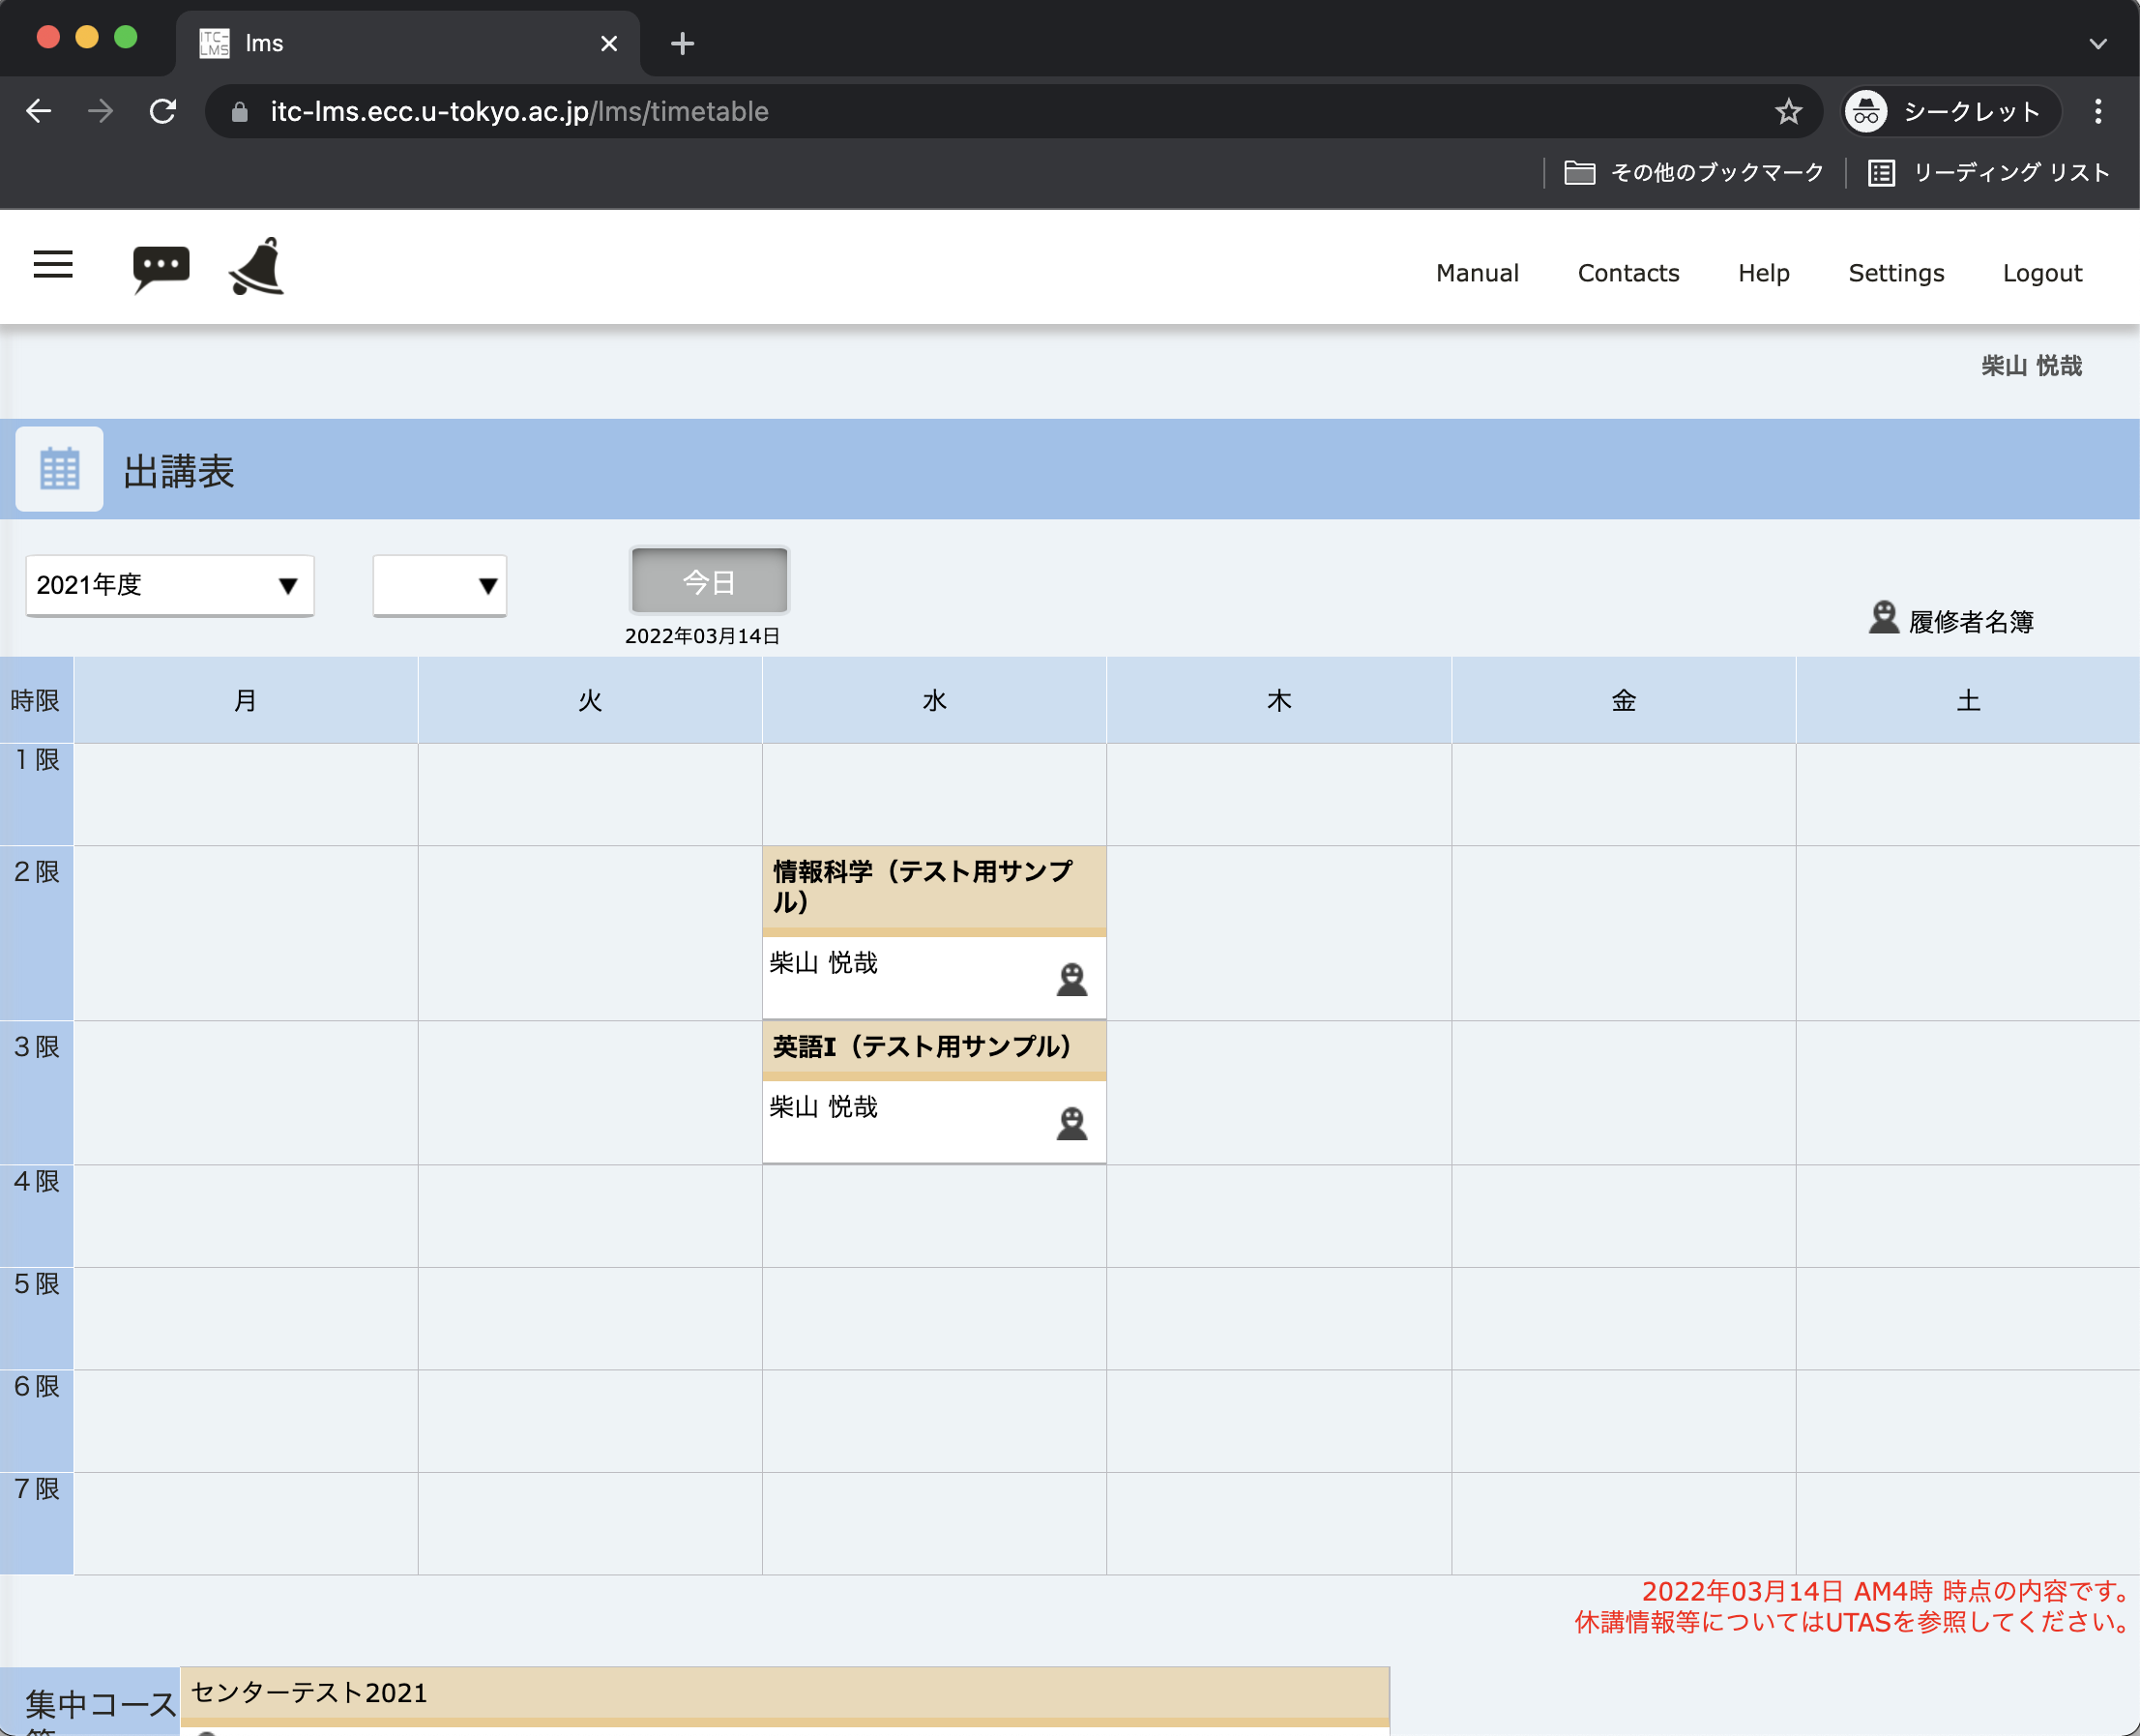 lms
itc-lms.ecc.u-tokyo.ac.jp/lms/timetable
シークレット
その他のブックマーク
リーディング リスト
Manual Contacts Help Settings Logout
柴山 悦哉
出講表
2021年度
今日
2022年03月14日
履修者名簿
時限 月 火 水 木 金 土
1限
2限
情報科学（テスト用サンプ
ル）
柴山 悦哉
3限
英語I（テスト用サンプル）
柴山 悦哉
4限
5限
6限
7限
2022年03月14日 AM4時 時点の内容です。
休講情報等についてはUTASを参照してください。
集中コース
センターテスト2021